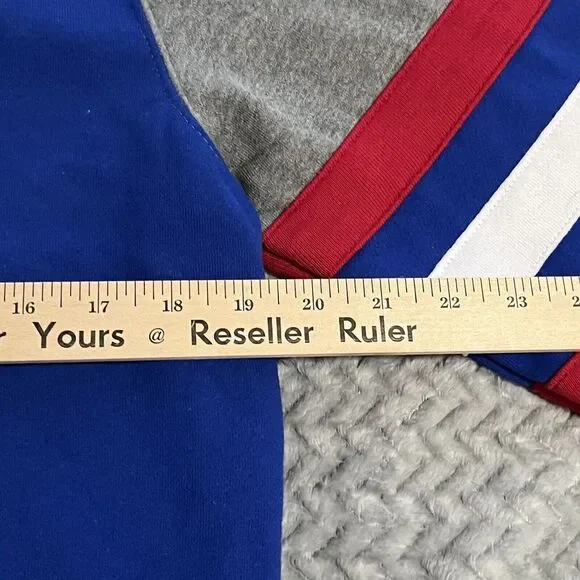 16 17 18 19 20 21 22 23
Yours @ Reseller Ruler